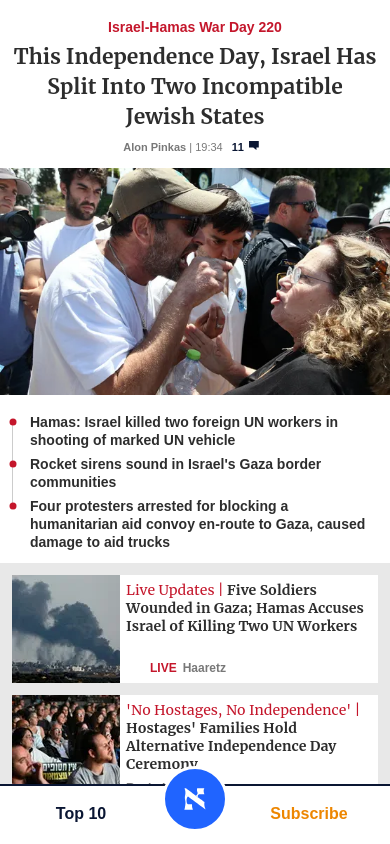 Israel-Hamas War Day 220
This Independence Day, Israel Has
Split Into Two Incompatible
Jewish States
Alon Pinkas | 19:34 11
Hamas: Israel killed two foreign UN workers in
shooting of marked UN vehicle
Rocket sirens sound in Israel's Gaza border
communities
Four protesters arrested for blocking a
humanitarian aid convoy en-route to Gaza, caused
damage to aid trucks
Live Updates | Five Soldiers
Wounded in Gaza; Hamas Accuses
Israel of Killing Two UN Workers
LIVE Haaretz
'No Hostages, No Independence' |
Hostages' Families Hold
Alternative Independence Day
Ceremony
Top 10
Subscribe